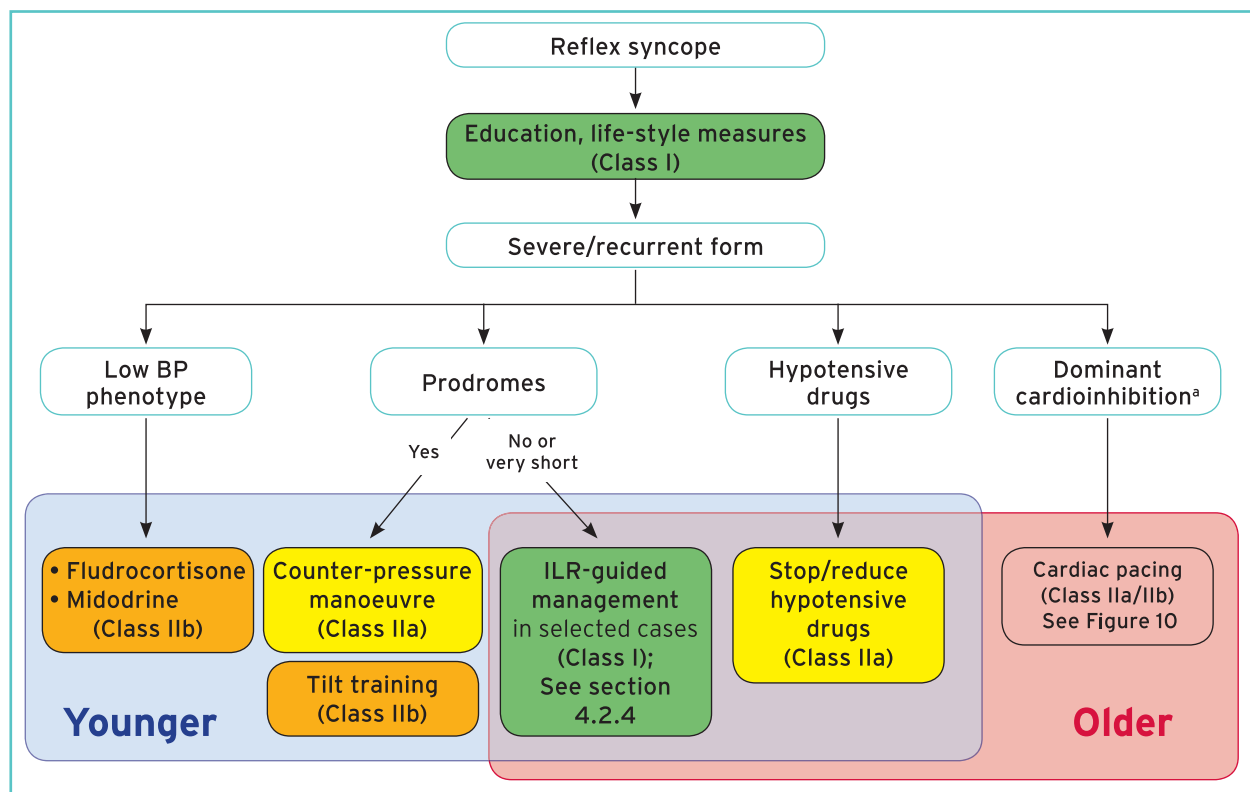 Reflex syncope
Education, life-style measures
(Class I)
Severe/recurrent form
Low BP
phenotype
Prodromes
Hypotensive
drugs
Dominant
cardioinhibitionᵃ
Yes
No or
very short
• Fludrocortisone
• Midodrine
(Class IIb)
Counter-pressure
manoeuvre
(Class IIa)
Tilt training
(Class IIb)
ILR-guided
management
in selected cases
(Class I);
See section
4.2.4
Stop/reduce
hypotensive
drugs
(Class IIa)
Cardiac pacing
(Class IIa/IIb)
See Figure 10
Younger
Older